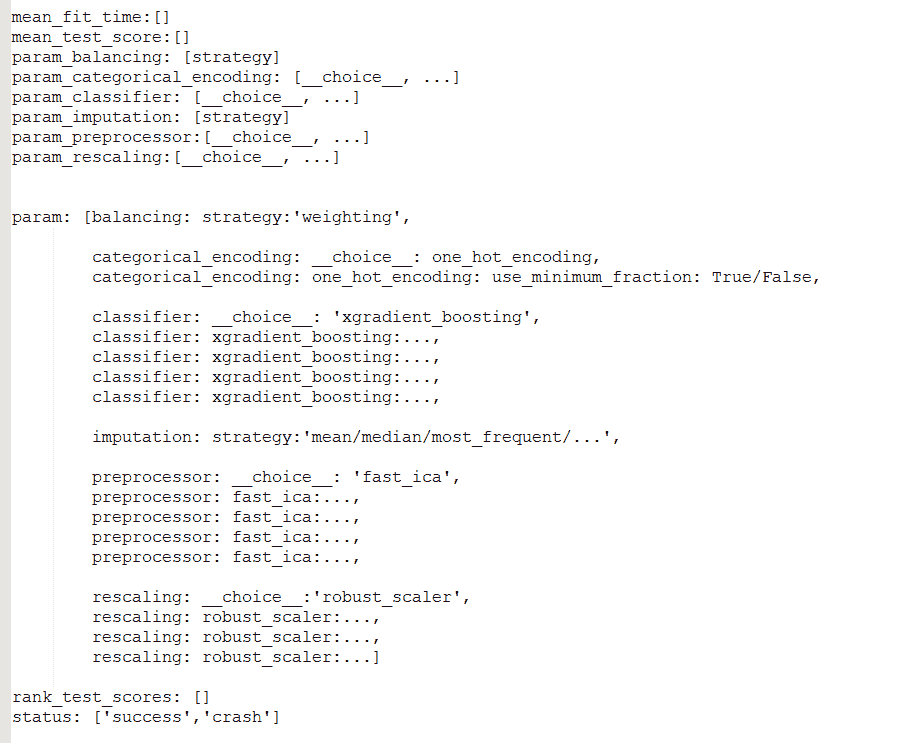 mean_fit_time:[]
mean_test_score:[]
param_balancing: [strategy]
param_categorical_encoding: [__choice__, ...]
param_classifier: [__choice__, ...]
param_imputation: [strategy]
param_preprocessor:[__choice__, ...]
param_rescaling:[__choice__, ...]
param: [balancing: strategy:'weighting',
categorical_encoding: __choice__: one_hot_encoding,
categorical_encoding: one_hot_encoding: use_minimum_fraction: True/False,
classifier: __choice__: 'xgradient_boosting',
classifier: xgradient_boosting:...,
classifier: xgradient_boosting:...,
classifier: xgradient_boosting:...,
classifier: xgradient_boosting:...,
imputation: strategy:'mean/median/most_frequent/...',
preprocessor: __choice__: 'fast_ica',
preprocessor: fast_ica:...,
preprocessor: fast_ica:...,
preprocessor: fast_ica:...,
preprocessor: fast_ica:...,
rescaling: __choice__:'robust_scaler',
rescaling: robust_scaler:...,
rescaling: robust_scaler:...,
rescaling: robust_scaler:...]
rank_test_scores: []
status: ['success','crash']